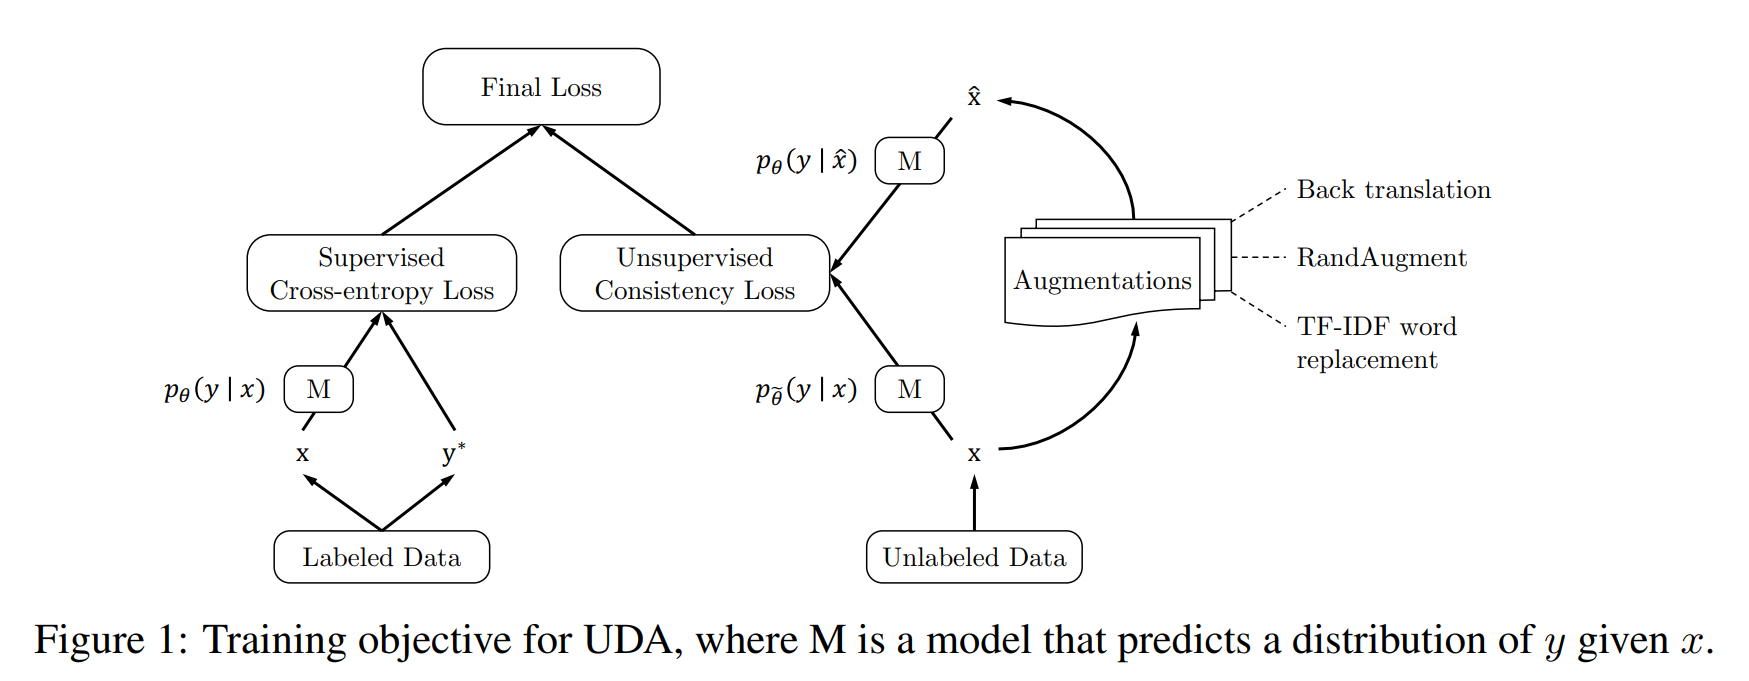 Final Loss
x̂
pθ(y | x̂)
M
Back translation
Supervised
Cross-entropy Loss
Unsupervised
Consistency Loss
Augmentations
RandAugment
TF-IDF word
replacement
pθ(y | x)
M
pθ̃(y | x)
M
x
y*
x
Labeled Data
Unlabeled Data
Figure 1: Training objective for UDA, where M is a model that predicts a distribution of y given x.